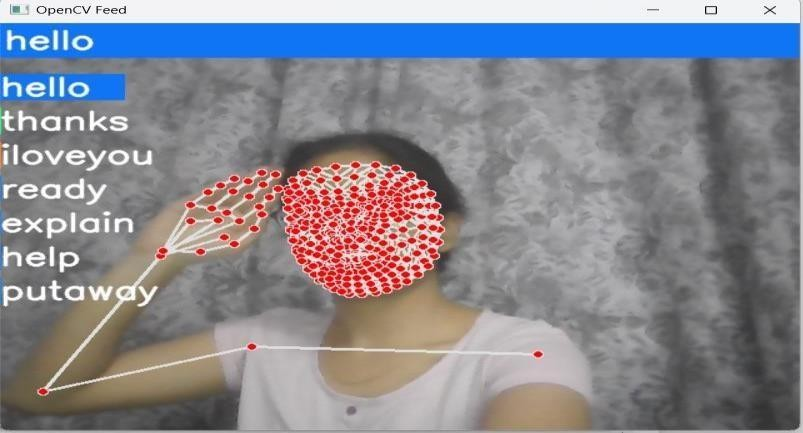 OpenCV Feed
hello
hello
thanks
iloveyou
ready
explain
help
putaway